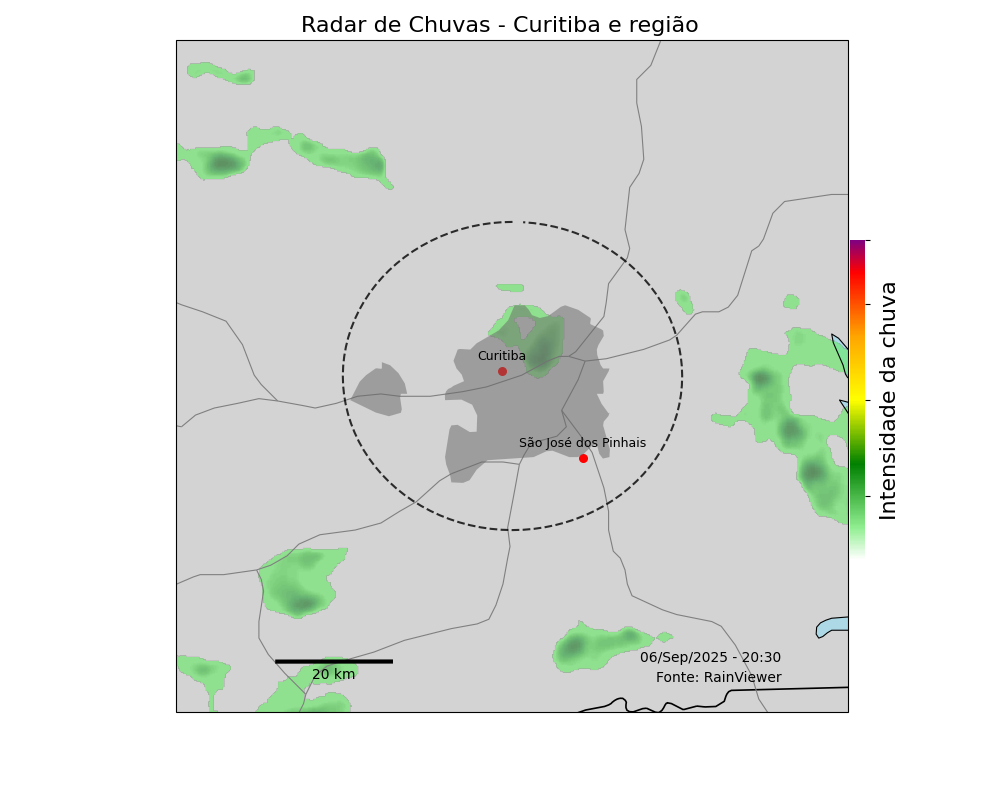 Radar de Chuvas - Curitiba e região
Curitiba
São José dos Pinhais
Intensidade da chuva
06/Sep/2025 - 20:30
Fonte: RainViewer
20 km